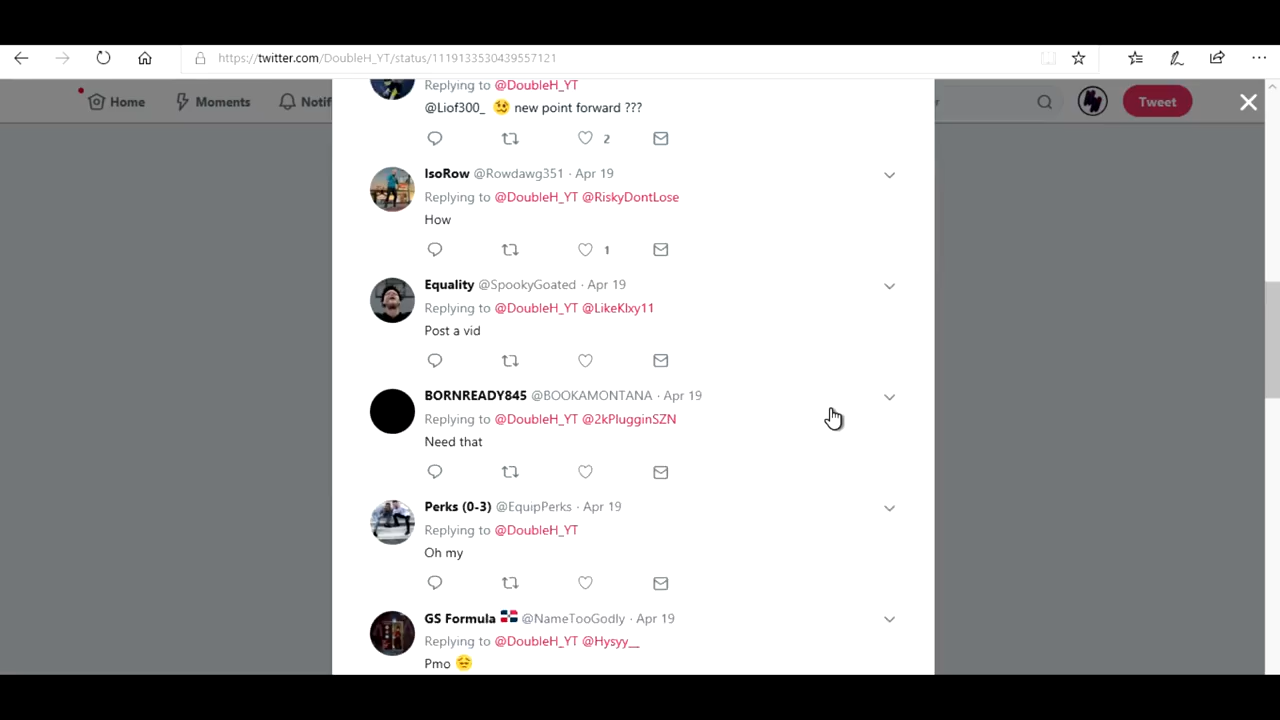 https://twitter.com/DoubleH_YT/status/1119133530439557121
Home Moments Notif r Tweet
Replying to @DoubleH_YT
@Liof300_ 🥴 new point forward ???
2
IsoRow @Rowdawg351 · Apr 19
Replying to @DoubleH_YT @RiskyDontLose
How
1
Equality @SpookyGoated · Apr 19
Replying to @DoubleH_YT @LikeKlxy11
Post a vid
BORNREADY845 @BOOKAMONTANA · Apr 19
Replying to @DoubleH_YT @2kPlugginSZN
Need that
Perks (0-3) @EquipPerks · Apr 19
Replying to @DoubleH_YT
Oh my
GS Formula 🇩🇴 @NameTooGodly · Apr 19
Replying to @DoubleH_YT @Hysyy__
Pmo 😌